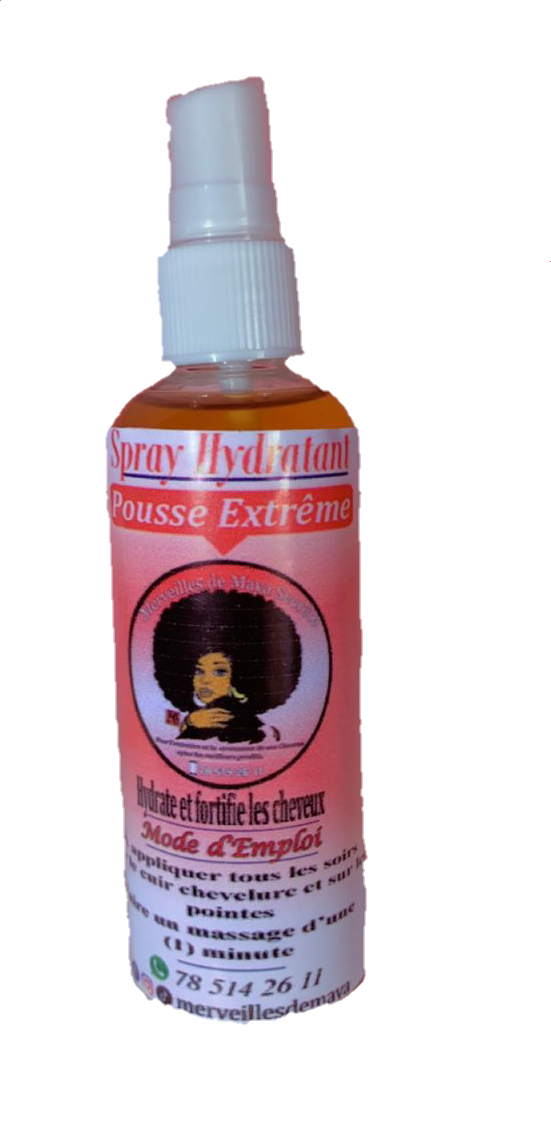 Spray Hydratant
Pousse Extrême
Merveilles de Maya
Hydrate et fortifie les cheveux
Mode d'Emploi
appliquer tous les soirs
le cuir chevelure et sur
pointes
un massage d'une
(1) minute
78 514 26 11
merveillesdemaya